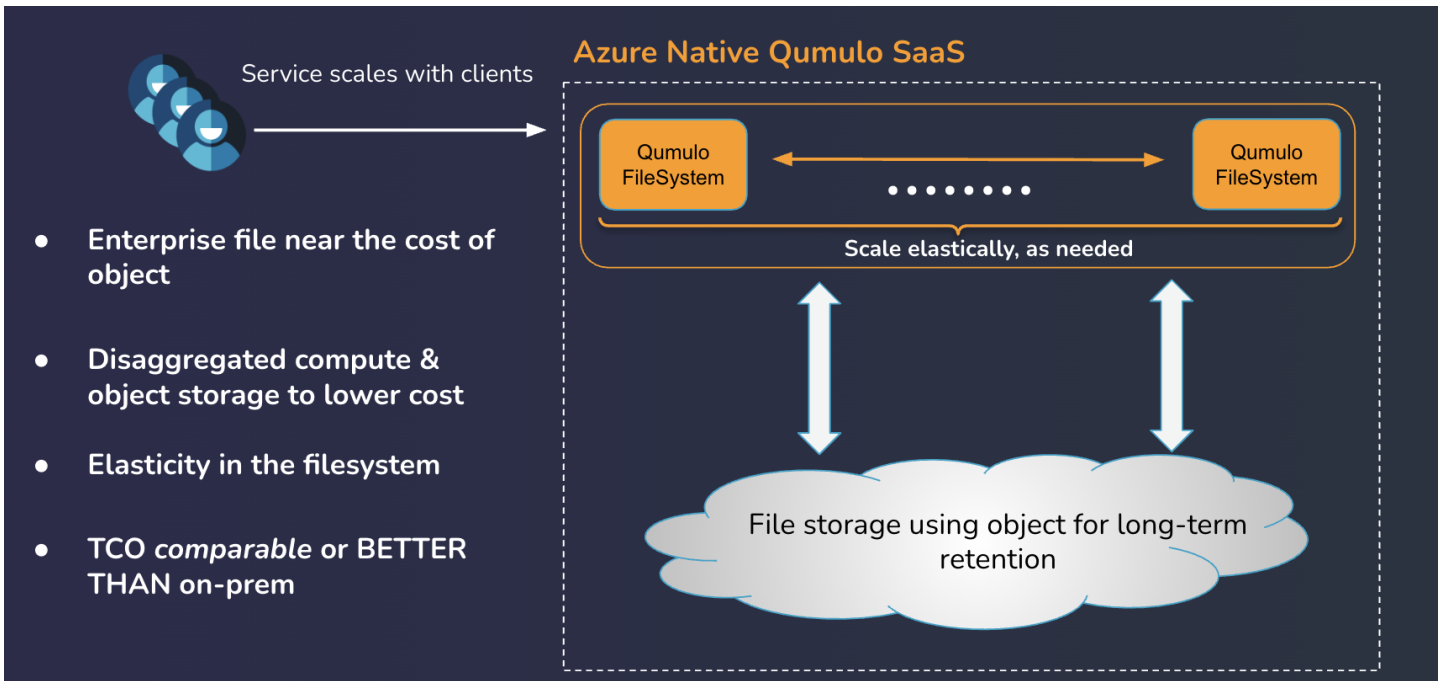 Azure Native Qumulo SaaS
Service scales with clients
Qumulo
FileSystem
Qumulo
FileSystem
Scale elastically, as needed
● Enterprise file near the cost of
object
● Disaggregated compute &
object storage to lower cost
● Elasticity in the filesystem
● TCO comparable or BETTER
THAN on-prem
File storage using object for long-term
retention